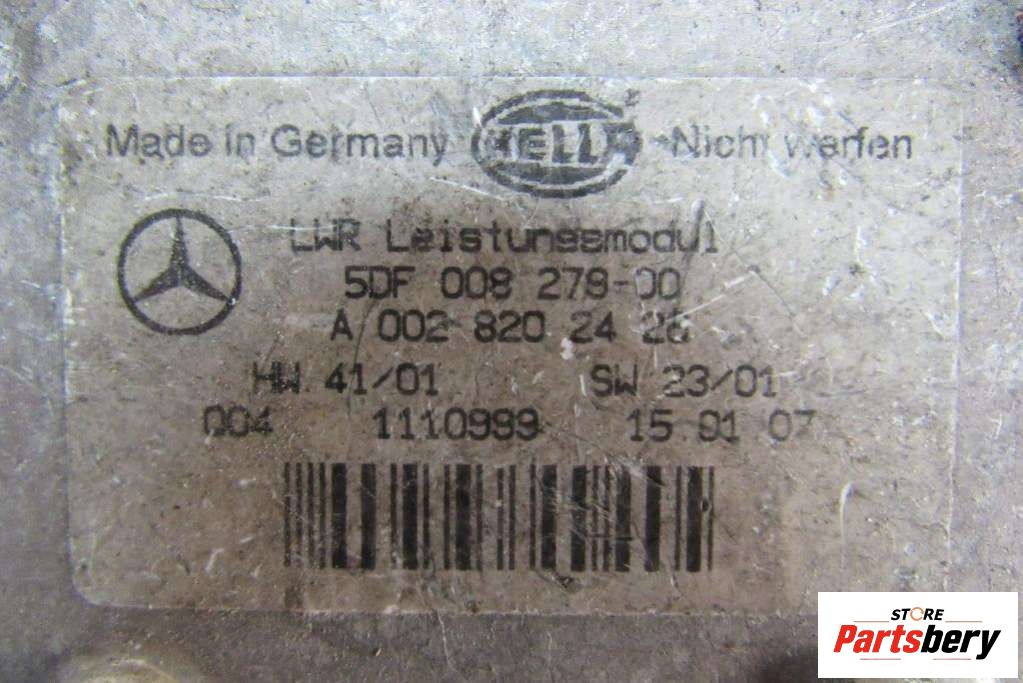 Made in Germany HELLA Nicht werfen
LWR Leistungsmodul
5DF 008 279-00
A 002 820 24 26
HW 41/01 SW 23/01
Q04 1110999 15 01 07
STORE
Partsbery